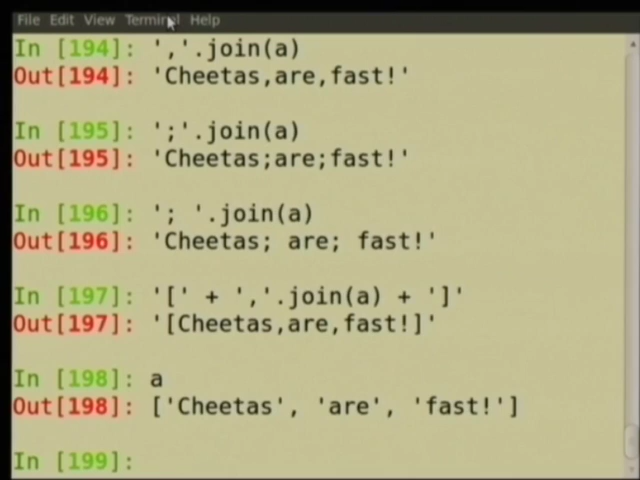 File Edit View Terminal Help
In [194]: ','.join(a)
Out[194]: 'Cheetas,are,fast!'
In [195]: ';'.join(a)
Out[195]: 'Cheetas;are;fast!'
In [196]: '; '.join(a)
Out[196]: 'Cheetas; are; fast!'
In [197]: '[' + ','.join(a) + ']'
Out[197]: '[Cheetas,are,fast!]'
In [198]: a
Out[198]: ['Cheetas', 'are', 'fast!']
In [199]: